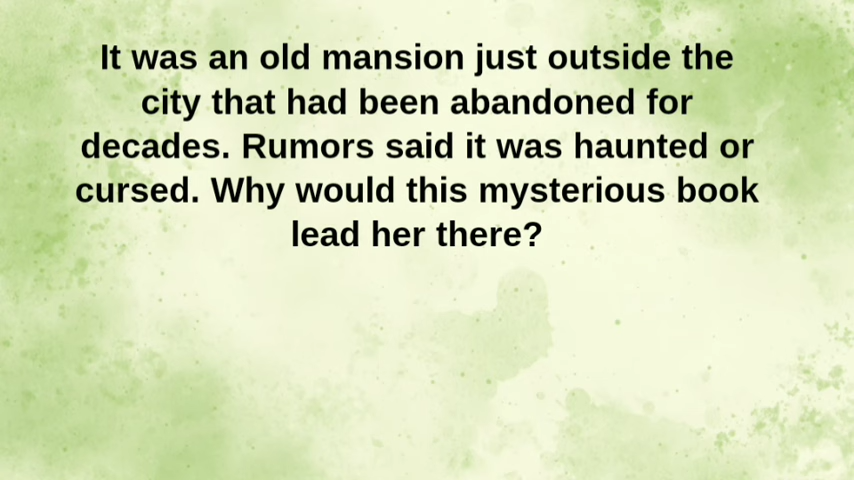 It was an old mansion just outside the
city that had been abandoned for
decades. Rumors said it was haunted or
cursed. Why would this mysterious book
lead her there?